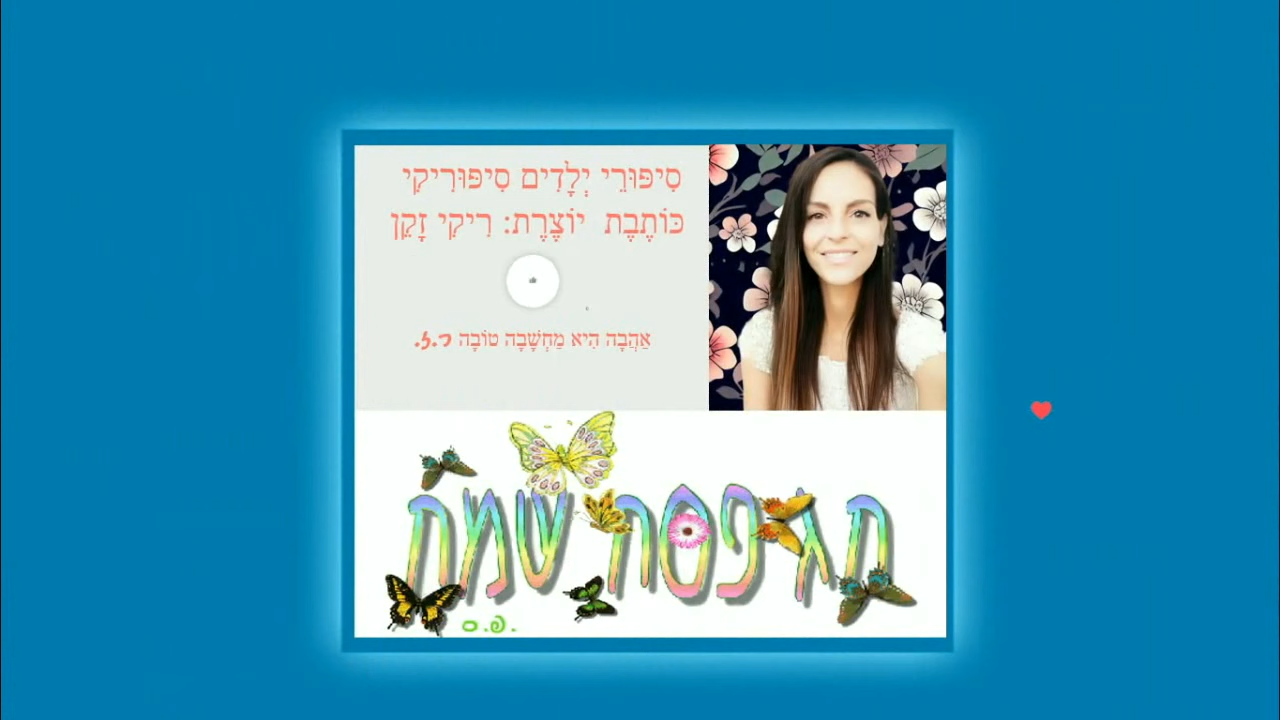 סִיפּוּרֵי יְלָדִים סִיפּוּרִיקִי
כּוֹתֶבֶת יוֹצֶרֶת: רִיקִי זָקֵן
אַהֲבָה הִיא מַחְשָׁבָה טוֹבָה ר.ז.
חג פסח שמח